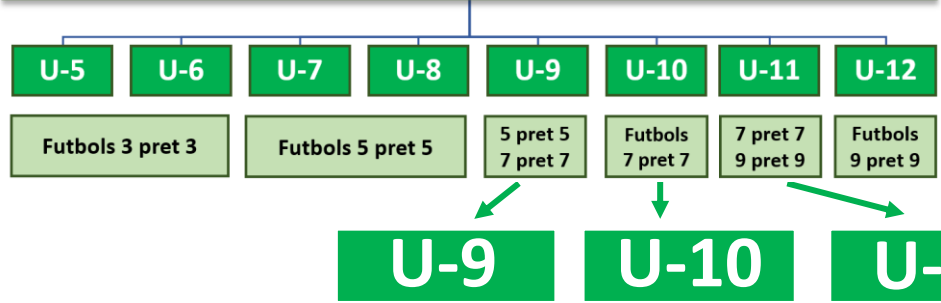 U-5 U-6 U-7 U-8 U-9 U-10 U-11 U-12
Futbols 3 pret 3
Futbols 5 pret 5
5 pret 5
7 pret 7
Futbols
7 pret 7
7 pret 7
9 pret 9
Futbols
9 pret 9
U-9 U-10 U-